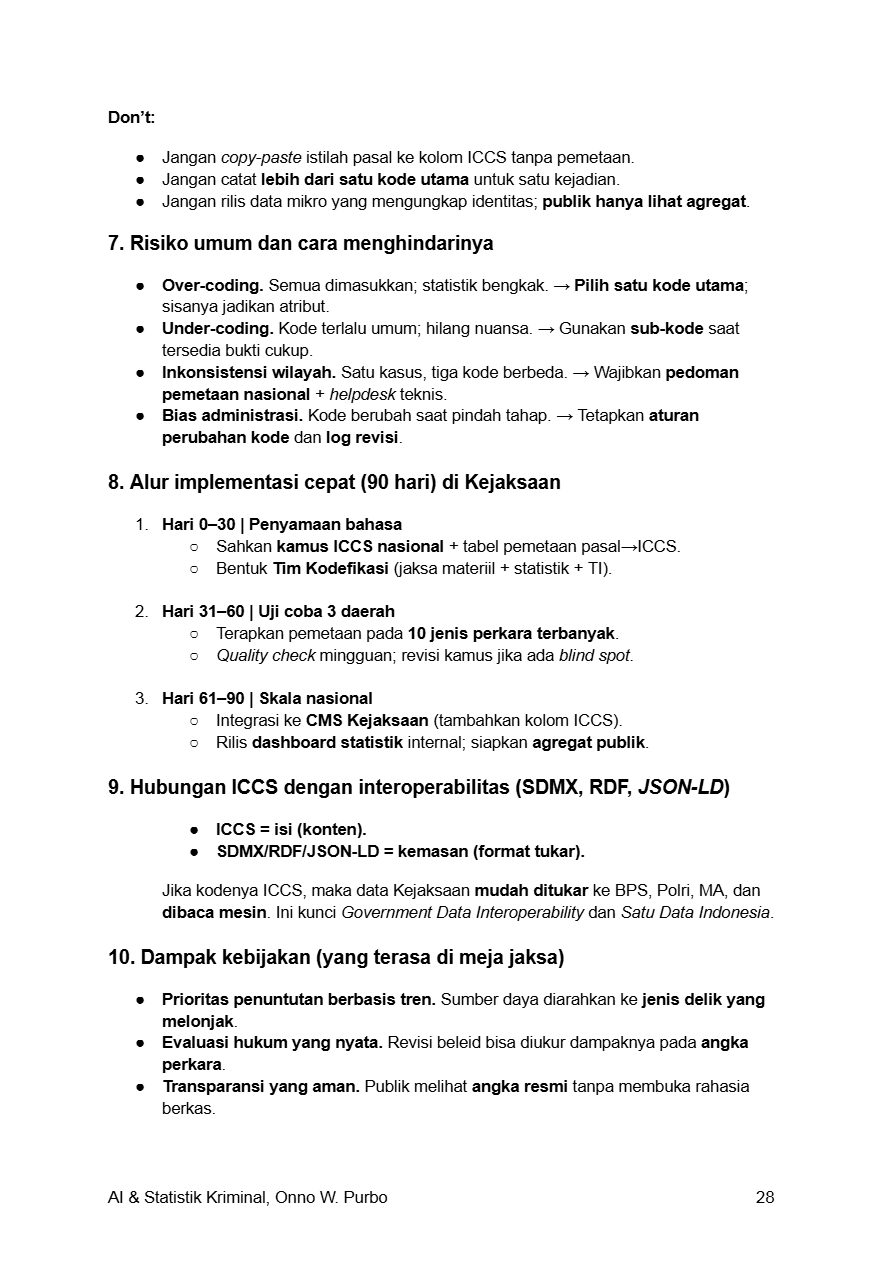 Don't:
● Jangan copy-paste istilah pasal ke kolom ICCS tanpa pemetaan.
● Jangan catat lebih dari satu kode utama untuk satu kejadian.
● Jangan rilis data mikro yang mengungkap identitas; publik hanya lihat agregat.
7. Risiko umum dan cara menghindarinya
● Over-coding. Semua dimasukkan; statistik bengkak. → Pilih satu kode utama;
sisanya jadikan atribut.
● Under-coding. Kode terlalu umum; hilang nuansa. → Gunakan sub-kode saat
tersedia bukti cukup.
● Inkonsistensi wilayah. Satu kasus, tiga kode berbeda. → Wajibkan pedoman
pemetaan nasional + helpdesk teknis.
● Bias administrasi. Kode berubah saat pindah tahap. → Tetapkan aturan
perubahan kode dan log revisi.
8. Alur implementasi cepat (90 hari) di Kejaksaan
1. Hari 0–30 | Penyamaan bahasa
○ Sahkan kamus ICCS nasional + tabel pemetaan pasal→ICCS.
○ Bentuk Tim Kodefikasi (jaksa materiil + statistik + TI).
2. Hari 31–60 | Uji coba 3 daerah
○ Terapkan pemetaan pada 10 jenis perkara terbanyak.
○ Quality check mingguan; revisi kamus jika ada blind spot.
3. Hari 61–90 | Skala nasional
○ Integrasi ke CMS Kejaksaan (tambahkan kolom ICCS).
○ Rilis dashboard statistik internal; siapkan agregat publik.
9. Hubungan ICCS dengan interoperabilitas (SDMX, RDF, JSON-LD)
● ICCS = isi (konten).
● SDMX/RDF/JSON-LD = kemasan (format tukar).
Jika kodenya ICCS, maka data Kejaksaan mudah ditukar ke BPS, Polri, MA, dan
dibaca mesin. Ini kunci Government Data Interoperability dan Satu Data Indonesia.
10. Dampak kebijakan (yang terasa di meja jaksa)
● Prioritas penuntutan berbasis tren. Sumber daya diarahkan ke jenis delik yang
melonjak.
● Evaluasi hukum yang nyata. Revisi beleid bisa diukur dampaknya pada angka
perkara.
● Transparansi yang aman. Publik melihat angka resmi tanpa membuka rahasia
berkas.
AI & Statistik Kriminal, Onno W. Purbo 28